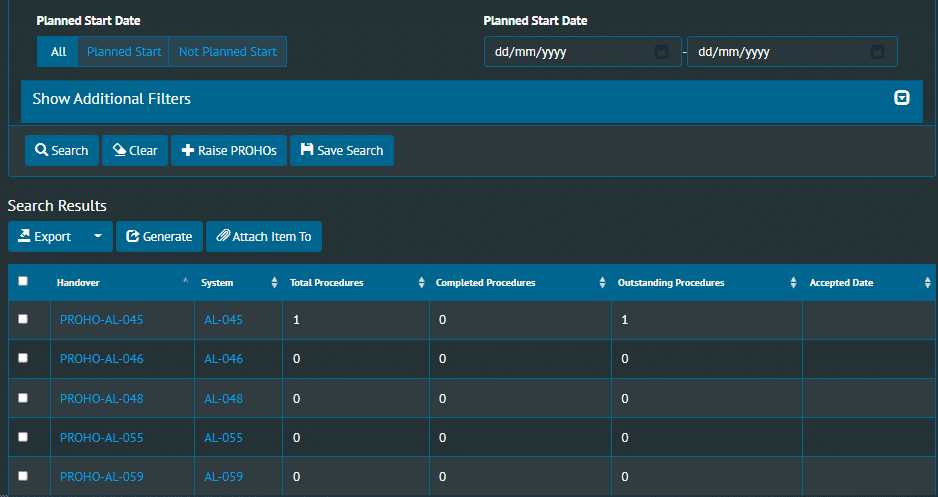 Planned Start Date Planned Start Date
All Planned Start Not Planned Start dd/mm/yyyy - dd/mm/yyyy
Show Additional Filters
Search Clear Raise PROHOs Save Search
Search Results
Export Generate Attach Item To
Handover System Total Procedures Completed Procedures Outstanding Procedures Accepted Date
PROHO-AL-045 AL-045 1 0 1
PROHO-AL-046 AL-046 0 0 0
PROHO-AL-048 AL-048 0 0 0
PROHO-AL-055 AL-055 0 0 0
PROHO-AL-059 AL-059 0 0 0